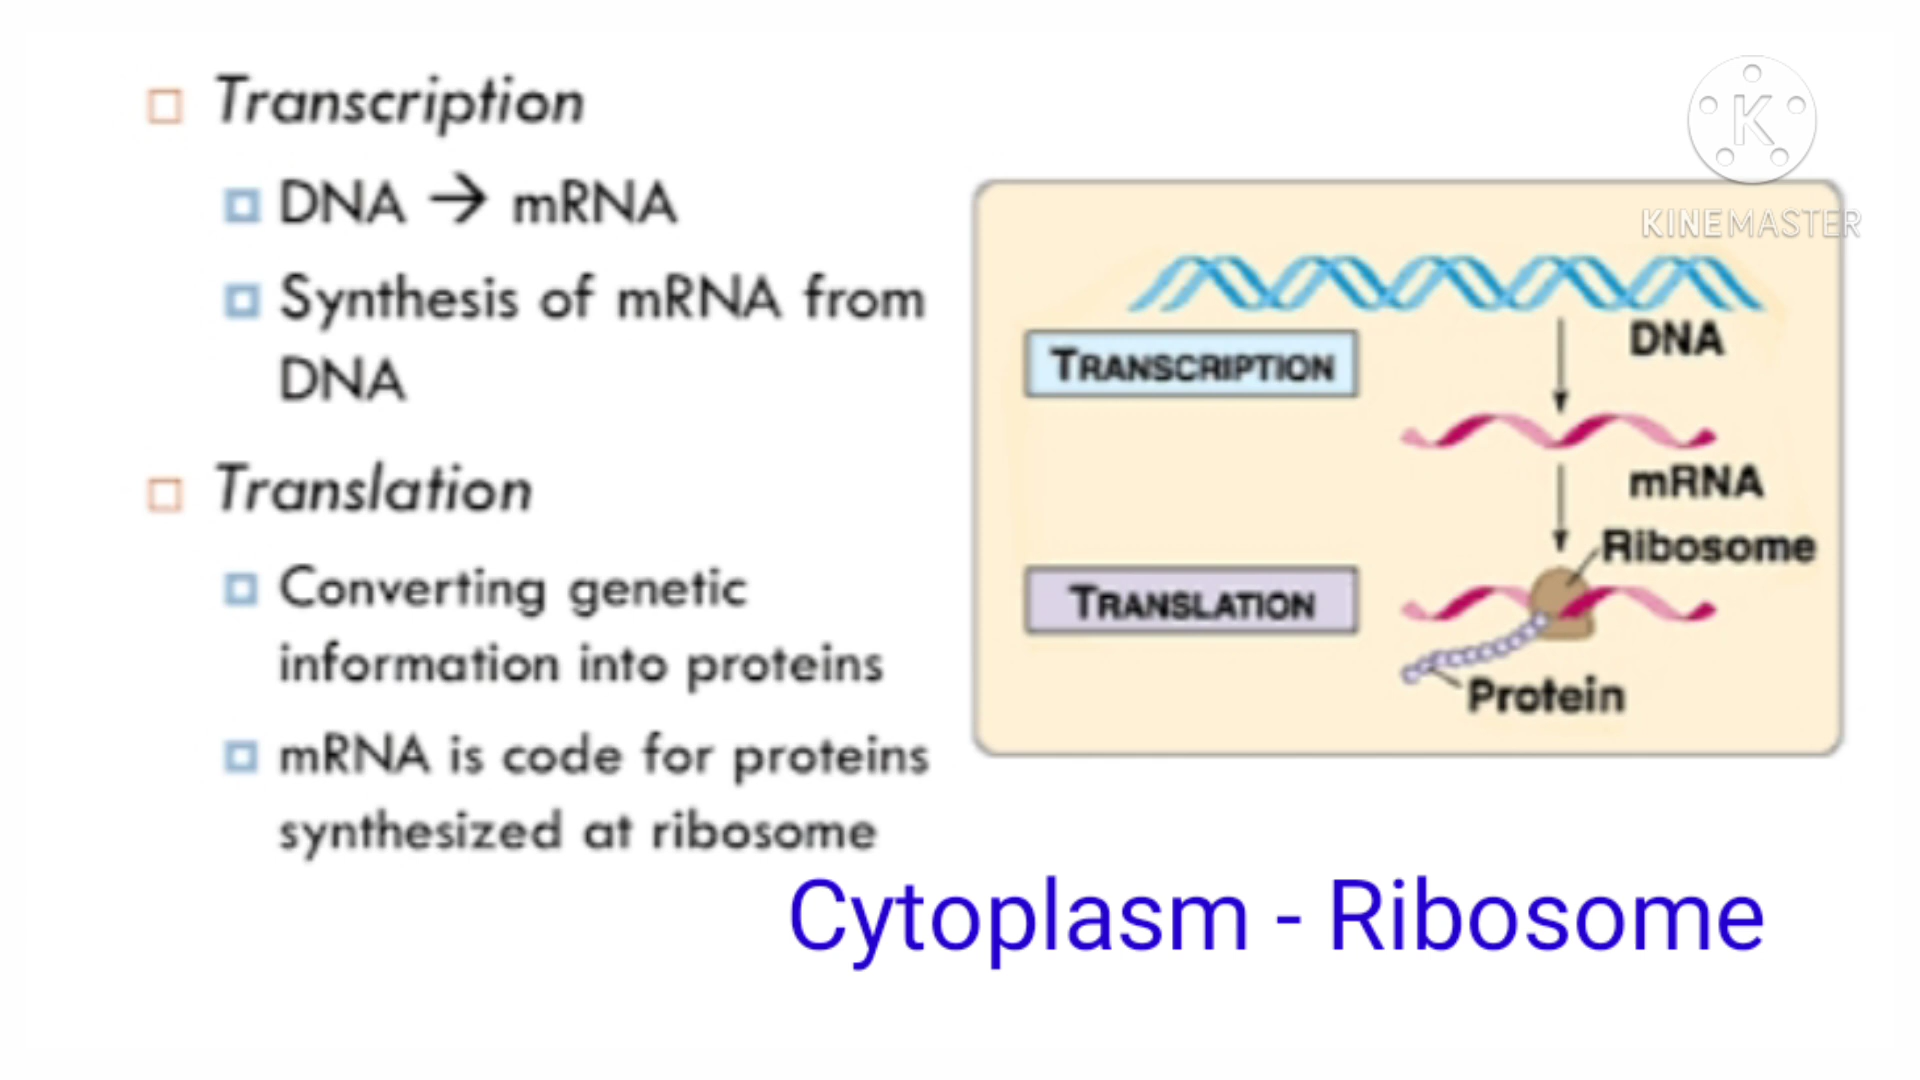 Transcription
DNA → mRNA
Synthesis of mRNA from
DNA
Translation
Converting genetic
information into proteins
mRNA is code for proteins
synthesized at ribosome
K
KINEMASTER
DNA
TRANSCRIPTION
mRNA
Ribosome
TRANSLATION
Protein
Cytoplasm - Ribosome